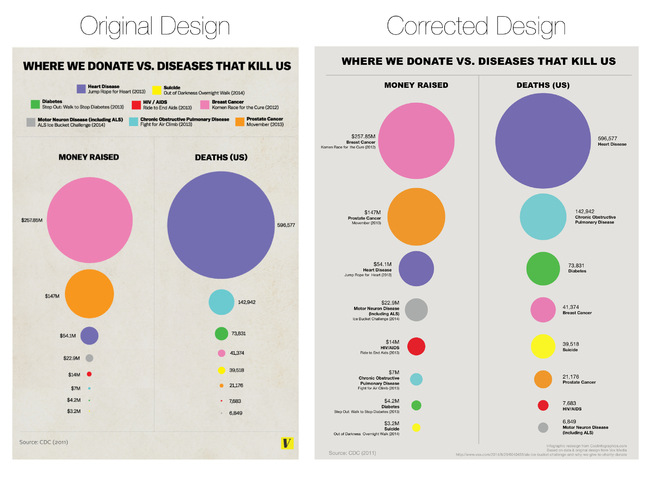 Original Design
Corrected Design
WHERE WE DONATE VS. DISEASES THAT KILL US
Heart Disease
Jump Rope for Heart (2013)
Suicide
Out of Darkness Overnight Walk (2014)
Diabetes
Step Out: Walk to Stop Diabetes (2013)
HIV / AIDS
Ride to End Aids (2013)
Breast Cancer
Komen Race for the Cure (2012)
Motor Neuron Disease (including ALS)
ALS Ice Bucket Challenge (2014)
Chronic Obstructive Pulmonary Disease
Fight for Air Climb (2013)
Prostate Cancer
Movember (2013)
MONEY RAISED
DEATHS (US)
$257.85M
$147M
$54.1M
$22.9M
$14M
$7M
$4.2M
$3.2M
596,577
142,942
73,831
41,374
39,518
21,176
7,683
6,849
Source: CDC (2011)
V
WHERE WE DONATE VS. DISEASES THAT KILL US
MONEY RAISED
DEATHS (US)
$257.85M
Breast Cancer
Komen Race for the Cure (2012)
$147M
Prostate Cancer
Movember (2013)
$54.1M
Heart Disease
Jump Rope for Heart (2013)
$22.9M
Motor Neuron Disease
(including ALS)
Ice Bucket Challenge (2014)
$14M
HIV/AIDS
Ride to End Aids (2013)
$7M
Chronic Obstructive
Pulmonary Disease
Fight for Air Climb (2013)
$4.2M
Diabetes
Step Out: Walk to Stop Diabetes (2013)
$3.2M
Suicide
Out of Darkness Overnight Walk (2014)
596,577
Heart Disease
142,942
Chronic Obstructive
Pulmonary Disease
73,831
Diabetes
41,374
Breast Cancer
39,518
Suicide
21,176
Prostate Cancer
7,683
HIV/AIDS
6,849
Motor Neuron Disease
(including ALS)
Source: CDC (2011)